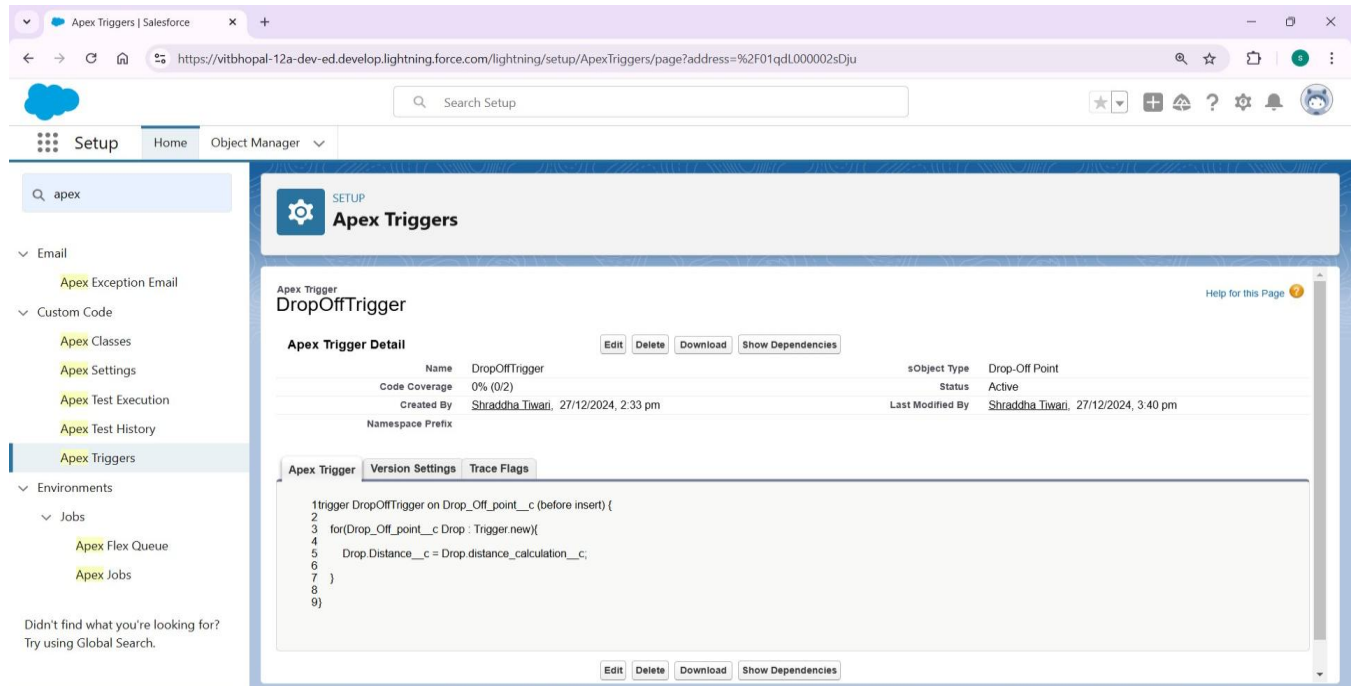 Apex Triggers | Salesforce
https://vitbhopal-12a-dev-ed.develop.lightning.force.com/lightning/setup/ApexTriggers/page?address=%2F01qdL000002sDju
S
Search Setup
Setup
Home
Object Manager
apex
Email
Apex Exception Email
Custom Code
Apex Classes
Apex Settings
Apex Test Execution
Apex Test History
Apex Triggers
Environments
Jobs
Apex Flex Queue
Apex Jobs
Didn't find what you're looking for?
Try using Global Search.
SETUP
Apex Triggers
Apex Trigger
DropOffTrigger
Help for this Page
Apex Trigger Detail
Edit Delete Download Show Dependencies
Name DropOffTrigger sObject Type Drop-Off Point
Code Coverage 0% (0/2) Status Active
Created By Shraddha Tiwari, 27/12/2024, 2:33 pm Last Modified By Shraddha Tiwari, 27/12/2024, 3:40 pm
Namespace Prefix
Apex Trigger Version Settings Trace Flags
1trigger DropOffTrigger on Drop_Off_point__c (before insert) {
2
3 for(Drop_Off_point__c Drop : Trigger.new){
4
5 Drop.Distance__c = Drop.distance_calculation__c;
6
7 }
8
9}
Edit Delete Download Show Dependencies